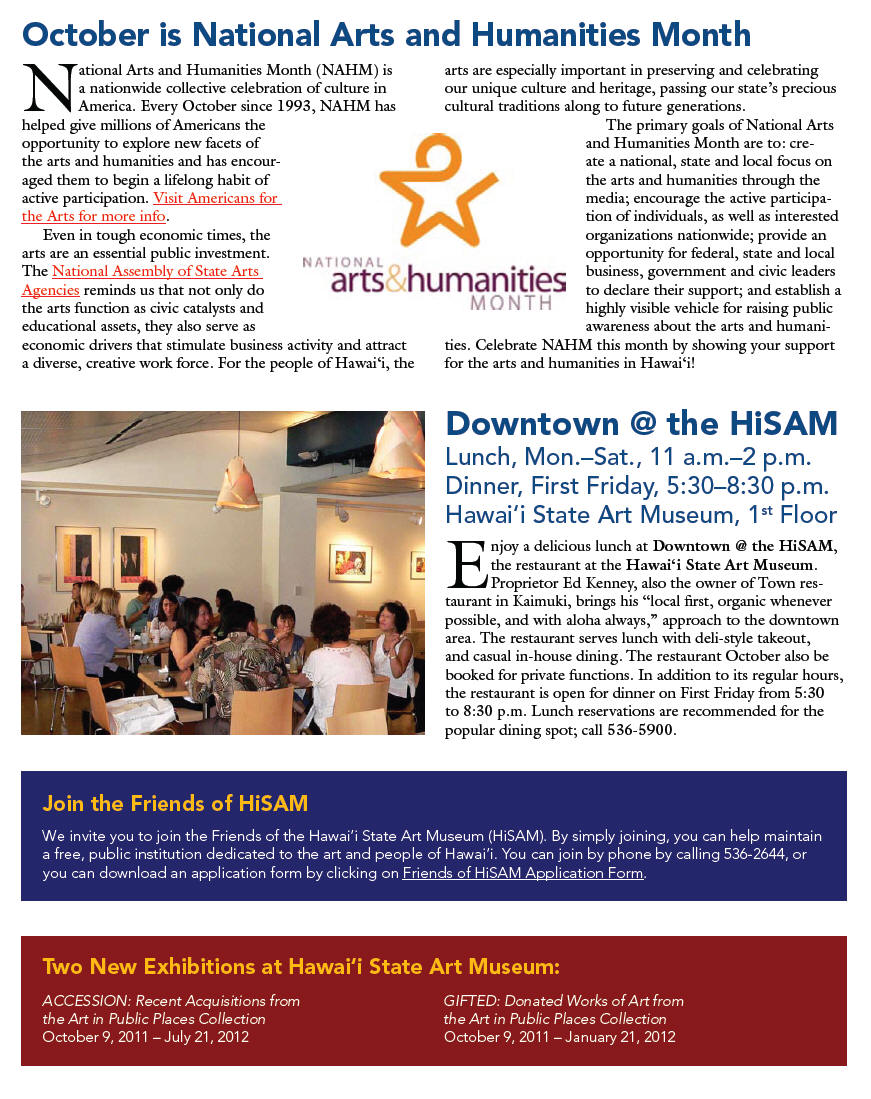 October is National Arts and Humanities Month
National Arts and Humanities Month (NAHM) is
a nationwide collective celebration of culture in
America. Every October since 1993, NAHM has
helped give millions of Americans the
opportunity to explore new facets of
the arts and humanities and has encour-
aged them to begin a lifelong habit of
active participation. Visit Americans for
the Arts for more info.
Even in tough economic times, the
arts are an essential public investment.
The National Assembly of State Arts
Agencies reminds us that not only do
the arts function as civic catalysts and
educational assets, they also serve as
economic drivers that stimulate business activity and attract
a diverse, creative work force. For the people of Hawai‘i, the
arts are especially important in preserving and celebrating
our unique culture and heritage, passing our state’s precious
cultural traditions along to future generations.
The primary goals of National Arts
and Humanities Month are to: cre-
ate a national, state and local focus on
the arts and humanities through the
media; encourage the active participa-
tion of individuals, as well as interested
organizations nationwide; provide an
opportunity for federal, state and local
business, government and civic leaders
to declare their support; and establish a
highly visible vehicle for raising public
awareness about the arts and humani-
ties. Celebrate NAHM this month by showing your support
for the arts and humanities in Hawai‘i!
NATIONAL
arts&humanities
MONTH
Downtown @ the HiSAM
Lunch, Mon.–Sat., 11 a.m.–2 p.m.
Dinner, First Friday, 5:30–8:30 p.m.
Hawai‘i State Art Museum, 1st Floor
Enjoy a delicious lunch at Downtown @ the HiSAM,
the restaurant at the Hawai‘i State Art Museum.
Proprietor Ed Kenney, also the owner of Town res-
taurant in Kaimuki, brings his “local first, organic whenever
possible, and with aloha always,” approach to the downtown
area. The restaurant serves lunch with deli-style takeout,
and casual in-house dining. The restaurant October also be
booked for private functions. In addition to its regular hours,
the restaurant is open for dinner on First Friday from 5:30
to 8:30 p.m. Lunch reservations are recommended for the
popular dining spot; call 536-5900.
Join the Friends of HiSAM
We invite you to join the Friends of the Hawai‘i State Art Museum (HiSAM). By simply joining, you can help maintain
a free, public institution dedicated to the art and people of Hawai‘i. You can join by phone by calling 536-2644, or
you can download an application form by clicking on Friends of HiSAM Application Form.
Two New Exhibitions at Hawai‘i State Art Museum:
ACCESSION: Recent Acquisitions from
the Art in Public Places Collection
October 9, 2011 – July 21, 2012
GIFTED: Donated Works of Art from
the Art in Public Places Collection
October 9, 2011 – January 21, 2012